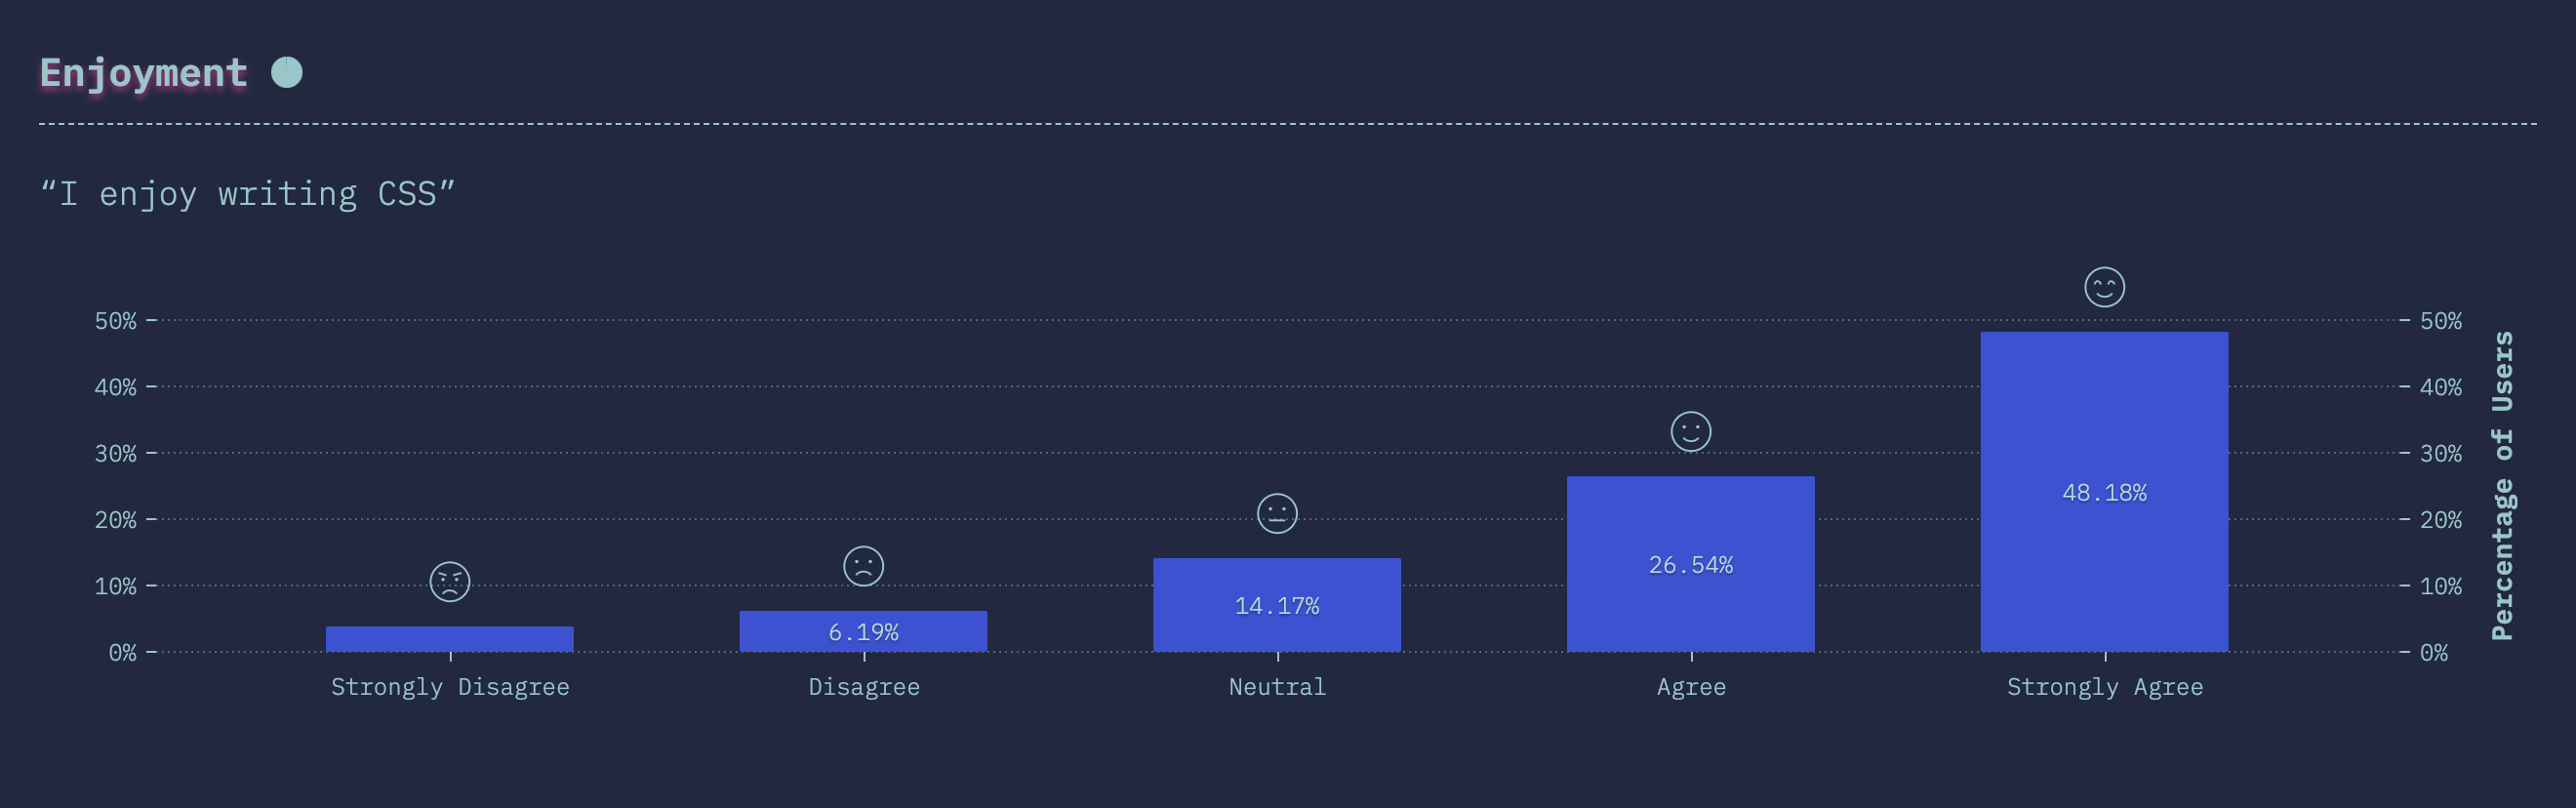 Enjoyment
“I enjoy writing CSS”
50%
40%
30%
20%
10%
0%
6.19%
14.17%
26.54%
48.18%
Strongly Disagree
Disagree
Neutral
Agree
Strongly Agree
50%
40%
30%
20%
10%
0%
Percentage of Users